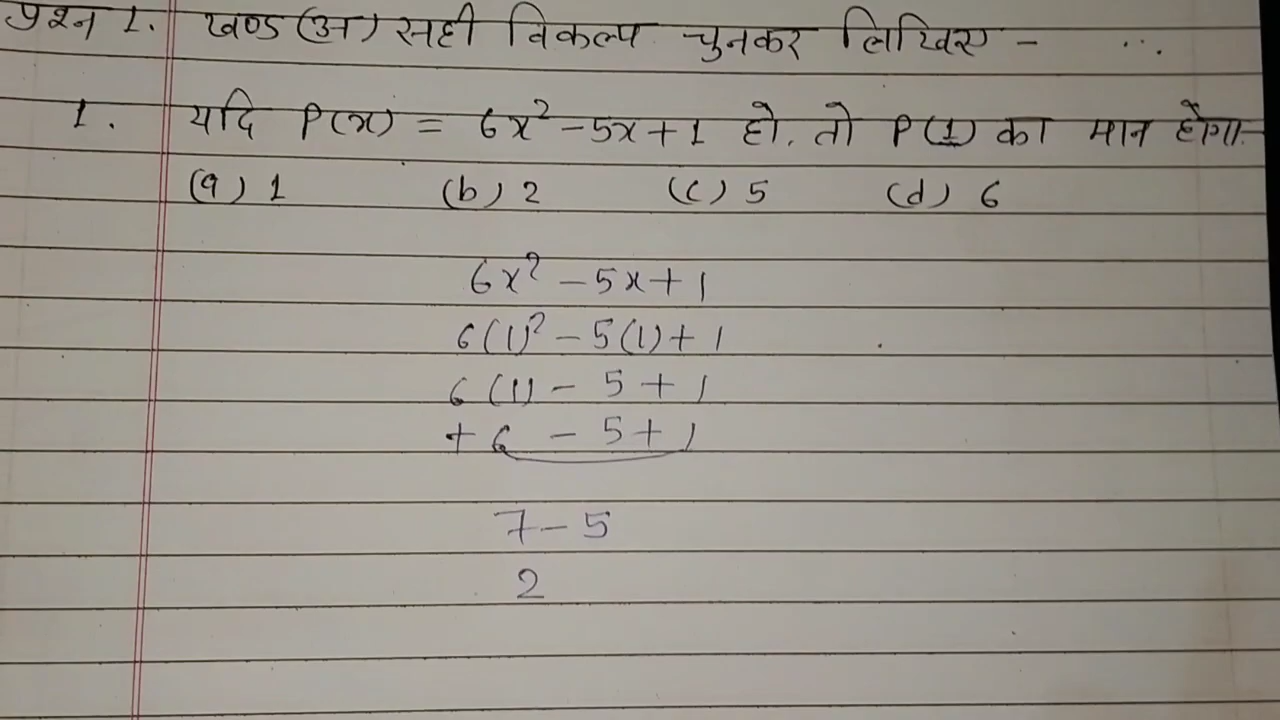 प्रश्न 1. खण्ड (अ) सही विकल्प चुनकर लिखिए - ...
1. यदि P(x) = 6x² - 5x + 1 हो, तो P(1) का मान होगा-
(a) 1 (b) 2 (c) 5 (d) 6
6x² - 5x + 1
6(1)² - 5(1) + 1
6(1) - 5 + 1
+ 6 - 5 + 1
7 - 5
2